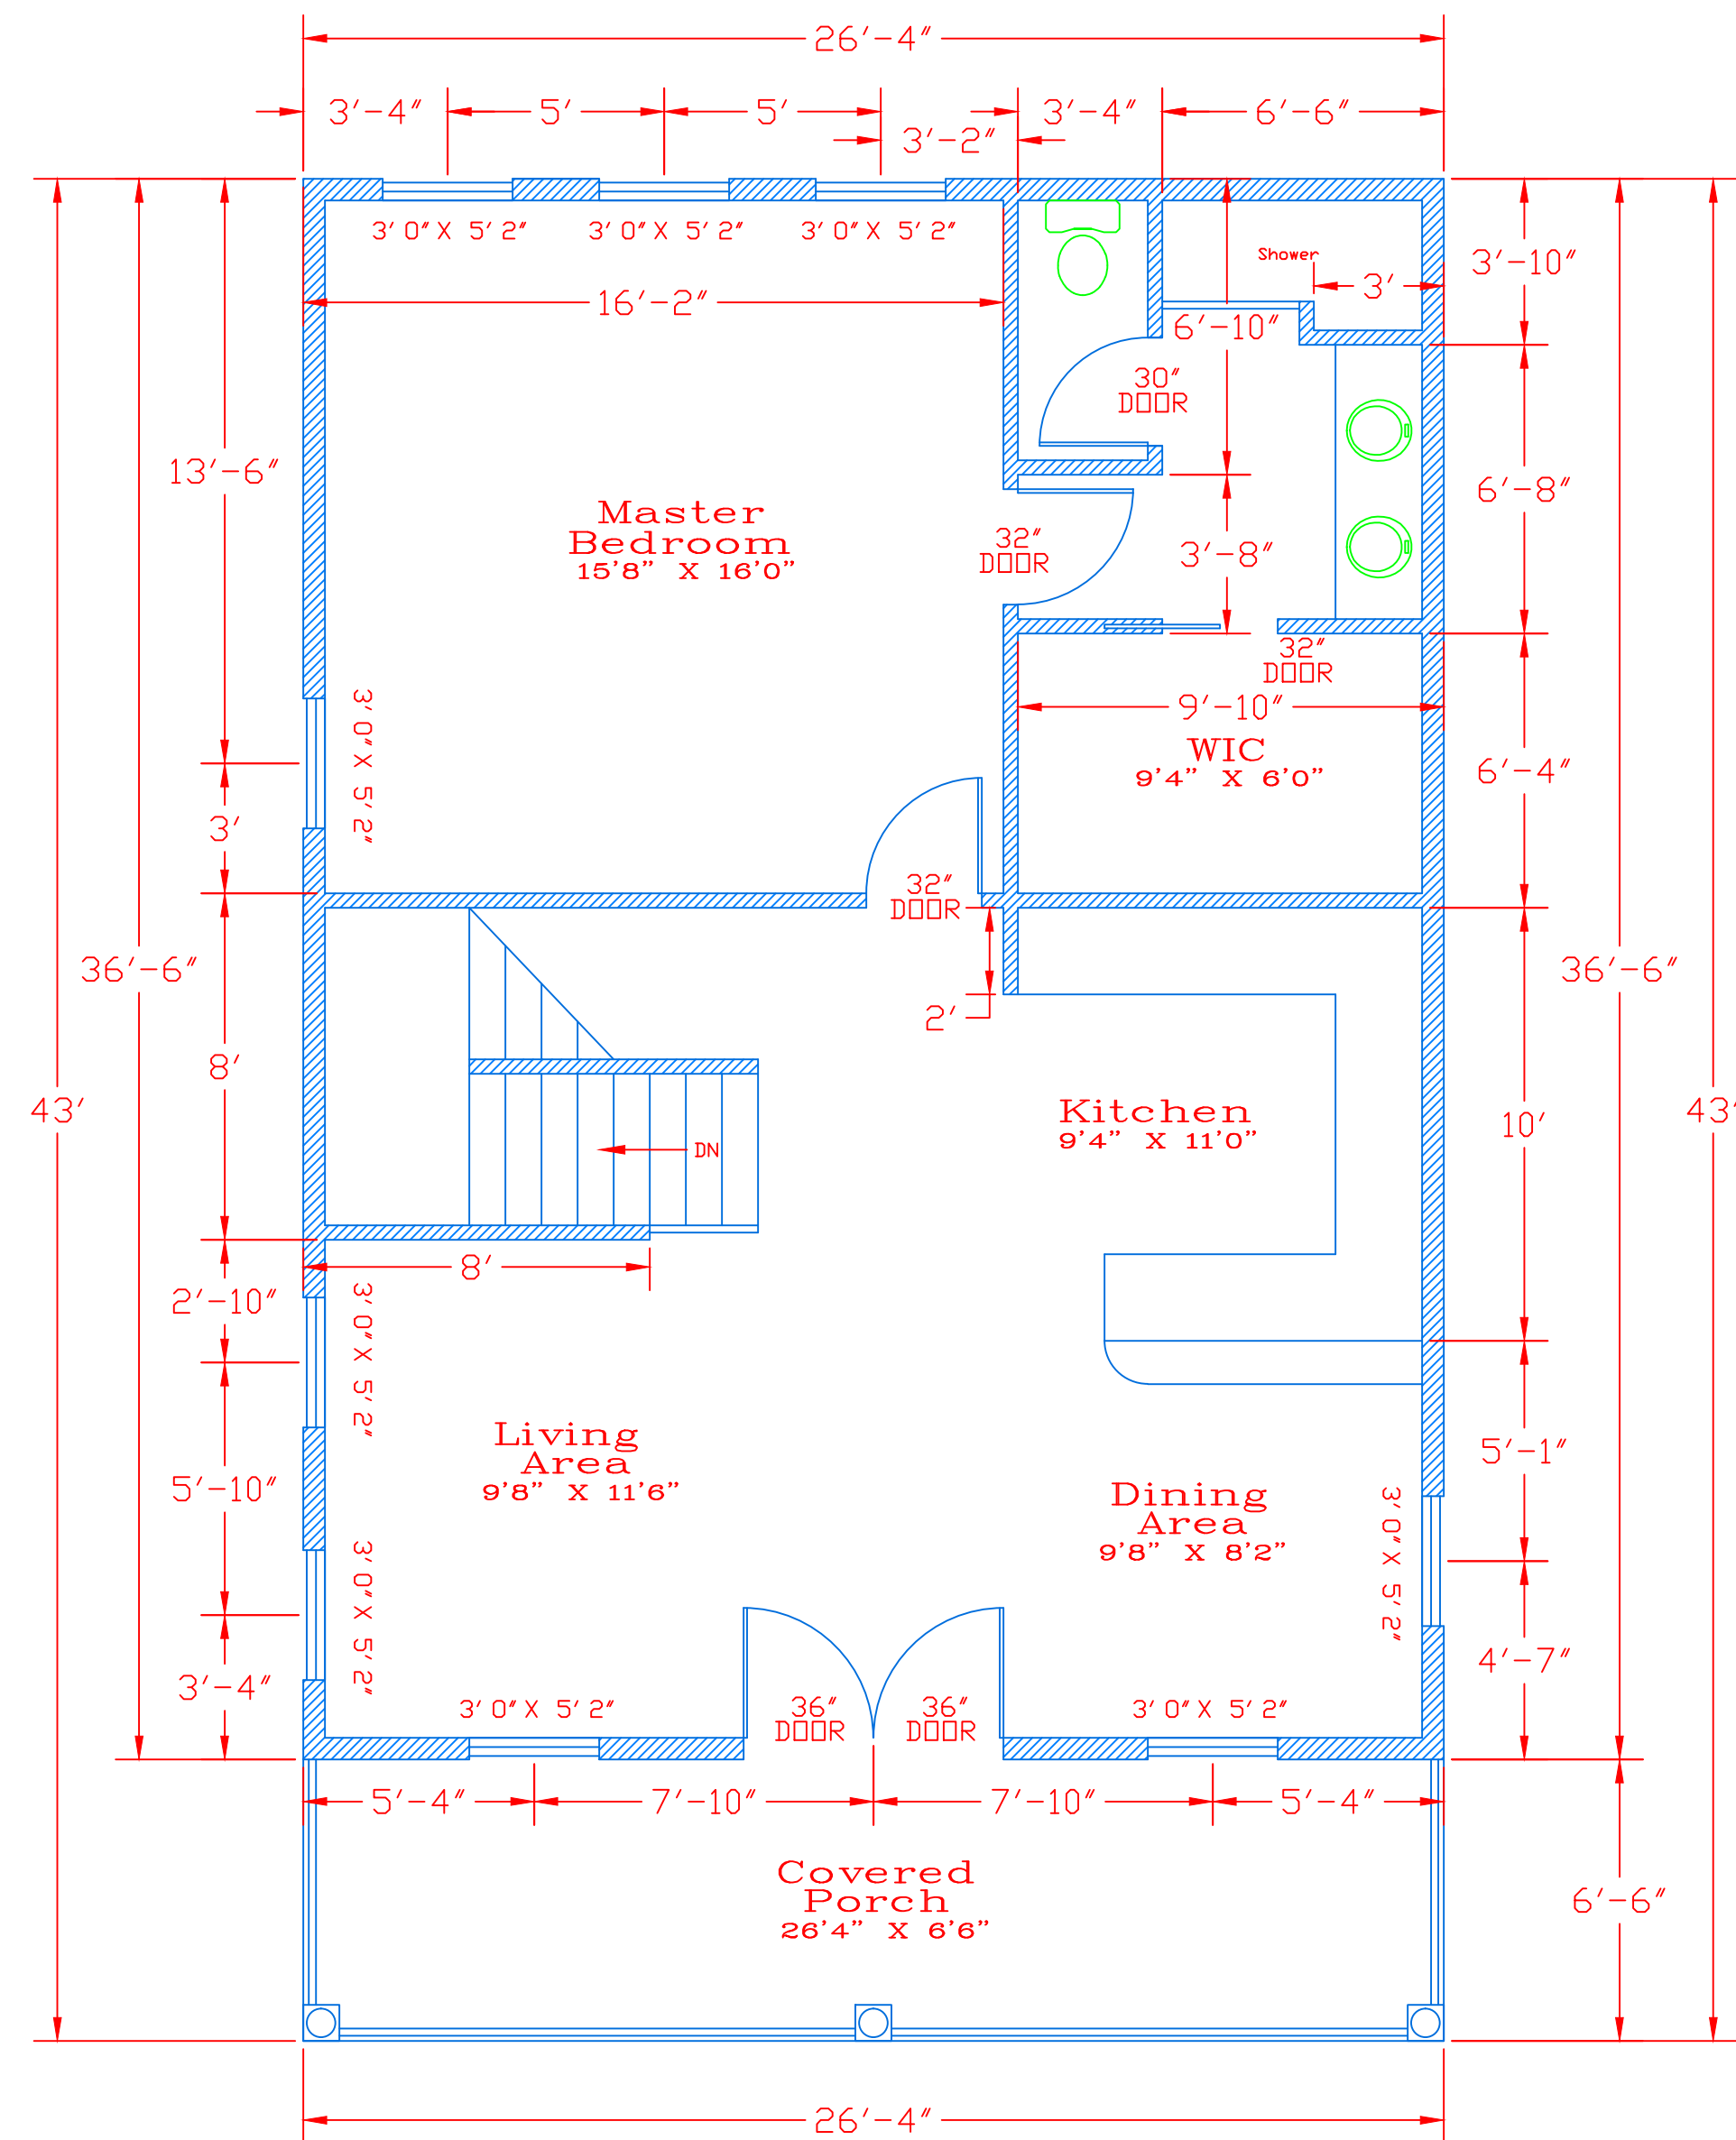 26'-4"
3'-4" 5' 5' 3'-4" 6'-6"
3'-2"
3'0"X 5'2" 3'0"X 5'2" 3'0"X 5'2"
Shower
3'-10"
3'
16'-2"
6'-10"
30"
DOOR
13'-6"
6'-8"
Master
Bedroom
15'8" X 16'0"
32"
DOOR
3'-8"
32"
DOOR
3'0"X 5'2"
9'-10"
WIC
9'4" X 6'0"
6'-4"
3'
32"
DOOR
36'-6"
36'-6"
2'
8'
43'
43'
Kitchen
9'4" X 11'0"
10'
DN
8'
2'-10"
3'0"X 5'2"
Living
Area
9'8" X 11'6"
5'-10"
5'-1"
Dining
Area
9'8" X 8'2"
3'0"X 5'2"
3'0"X 5'2"
3'-4"
4'-7"
3'0"X 5'2"
36"
DOOR
36"
DOOR
3'0"X 5'2"
5'-4" 7'-10" 7'-10" 5'-4"
Covered
Porch
26'4" X 6'6"
6'-6"
26'-4"